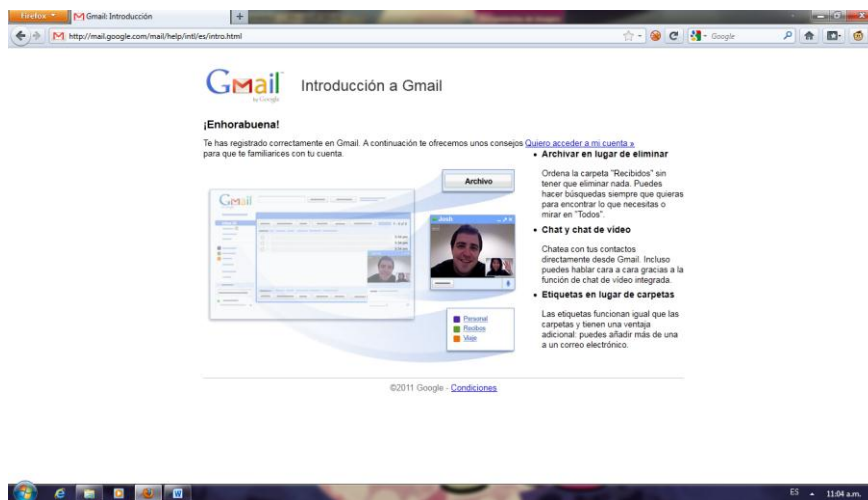 Firefox
Gmail: Introducción
http://mail.google.com/mail/help/intl/es/intro.html
Google
Gmail
by Google
Introducción a Gmail
¡Enhorabuena!
Te has registrado correctamente en Gmail. A continuación te ofrecemos unos consejos
para que te familiarices con tu cuenta.
Quiero acceder a mi cuenta »
Archivo
Gmail
Josh
Personal
Recibos
Viaje
• Archivar en lugar de eliminar
Ordena la carpeta "Recibidos" sin
tener que eliminar nada. Puedes
hacer búsquedas siempre que quieras
para encontrar lo que necesitas o
mirar en "Todos".
• Chat y chat de vídeo
Chatea con tus contactos
directamente desde Gmail. Incluso
puedes hablar cara a cara gracias a la
función de chat de vídeo integrada.
• Etiquetas en lugar de carpetas
Las etiquetas funcionan igual que las
carpetas y tienen una ventaja
adicional: puedes añadir más de una
a un correo electrónico.
©2011 Google - Condiciones
ES
11:04 a.m.